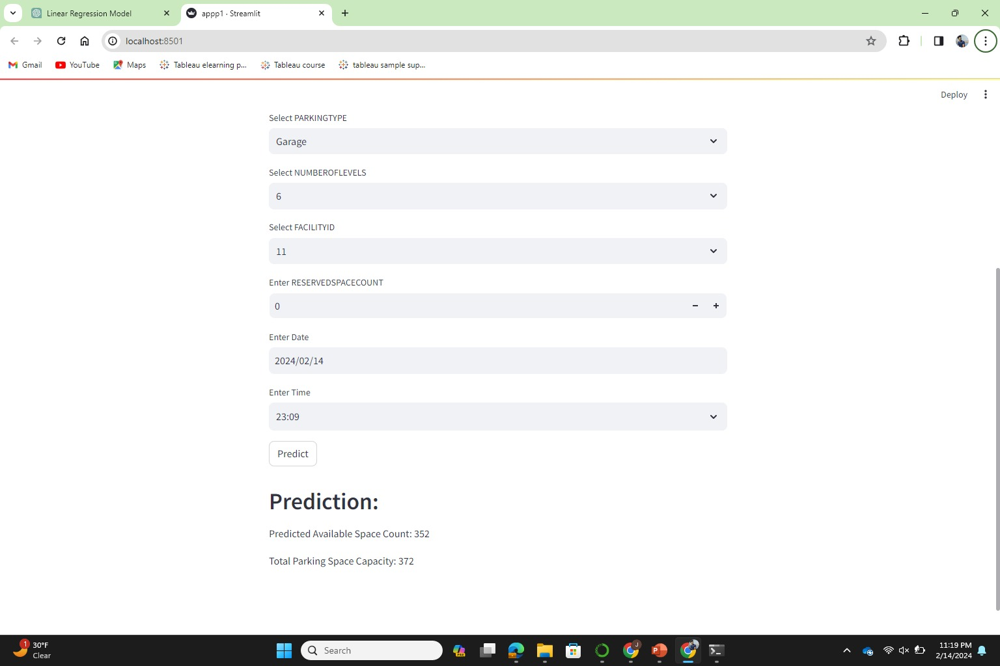 Linear Regression Model
appp1 · Streamlit
localhost:8501
Gmail
YouTube
Maps
Tableau elearning p...
Tableau course
tableau sample sup...
Deploy
Select PARKINGTYPE
Garage
Select NUMBEROFLEVELS
6
Select FACILITYID
11
Enter RESERVEDSPACECOUNT
0
Enter Date
2024/02/14
Enter Time
23:09
Predict
Prediction:
Predicted Available Space Count: 352
Total Parking Space Capacity: 372
1
30°F
Clear
Search
PRE
J
P
11:19 PM
2/14/2024